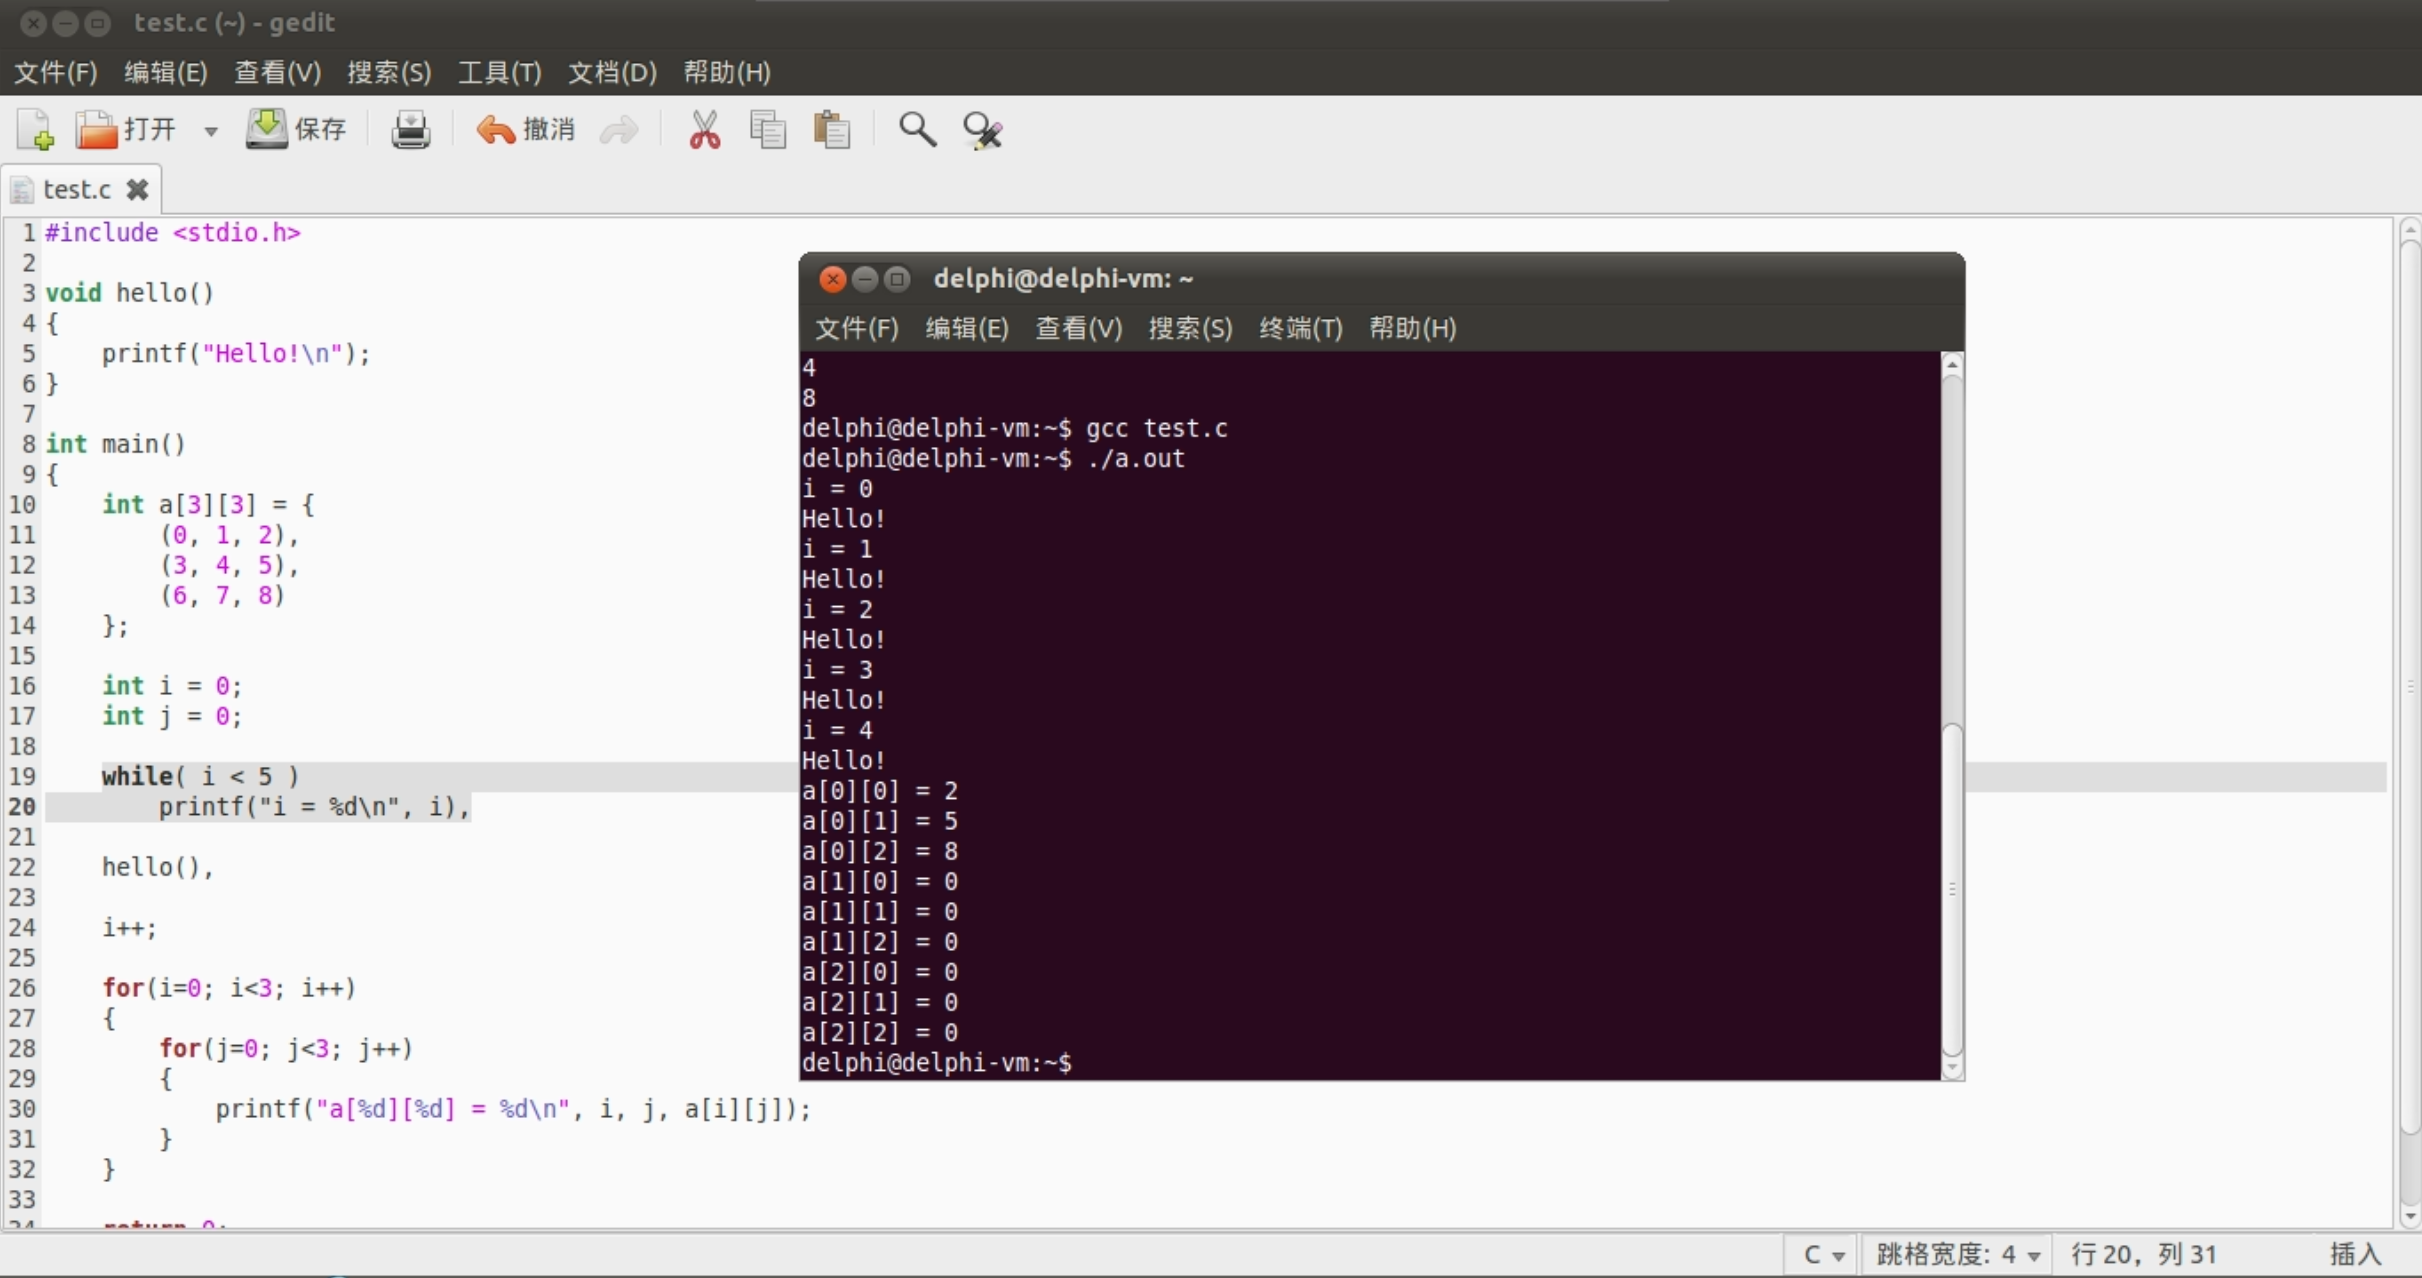 test.c (~) - gedit
文件(F) 编辑(E) 查看(V) 搜索(S) 工具(T) 文档(D) 帮助(H)
打开 保存 撤消
test.c
1 #include <stdio.h>
2
3 void hello()
4 {
5     printf("Hello!\n");
6 }
7
8 int main()
9 {
10     int a[3][3] = {
11         (0, 1, 2),
12         (3, 4, 5),
13         (6, 7, 8)
14     };
15
16     int i = 0;
17     int j = 0;
18
19     while( i < 5 )
20         printf("i = %d\n", i),
21
22     hello(),
23
24     i++;
25
26     for(i=0; i<3; i++)
27     {
28         for(j=0; j<3; j++)
29         {
30             printf("a[%d][%d] = %d\n", i, j, a[i][j]);
31         }
32     }
33
34     return 0;
delphi@delphi-vm: ~
文件(F) 编辑(E) 查看(V) 搜索(S) 终端(T) 帮助(H)
4
8
delphi@delphi-vm:~$ gcc test.c
delphi@delphi-vm:~$ ./a.out
i = 0
Hello!
i = 1
Hello!
i = 2
Hello!
i = 3
Hello!
i = 4
Hello!
a[0][0] = 2
a[0][1] = 5
a[0][2] = 8
a[1][0] = 0
a[1][1] = 0
a[1][2] = 0
a[2][0] = 0
a[2][1] = 0
a[2][2] = 0
delphi@delphi-vm:~$
C 跳格宽度: 4 行 20，列 31 插入